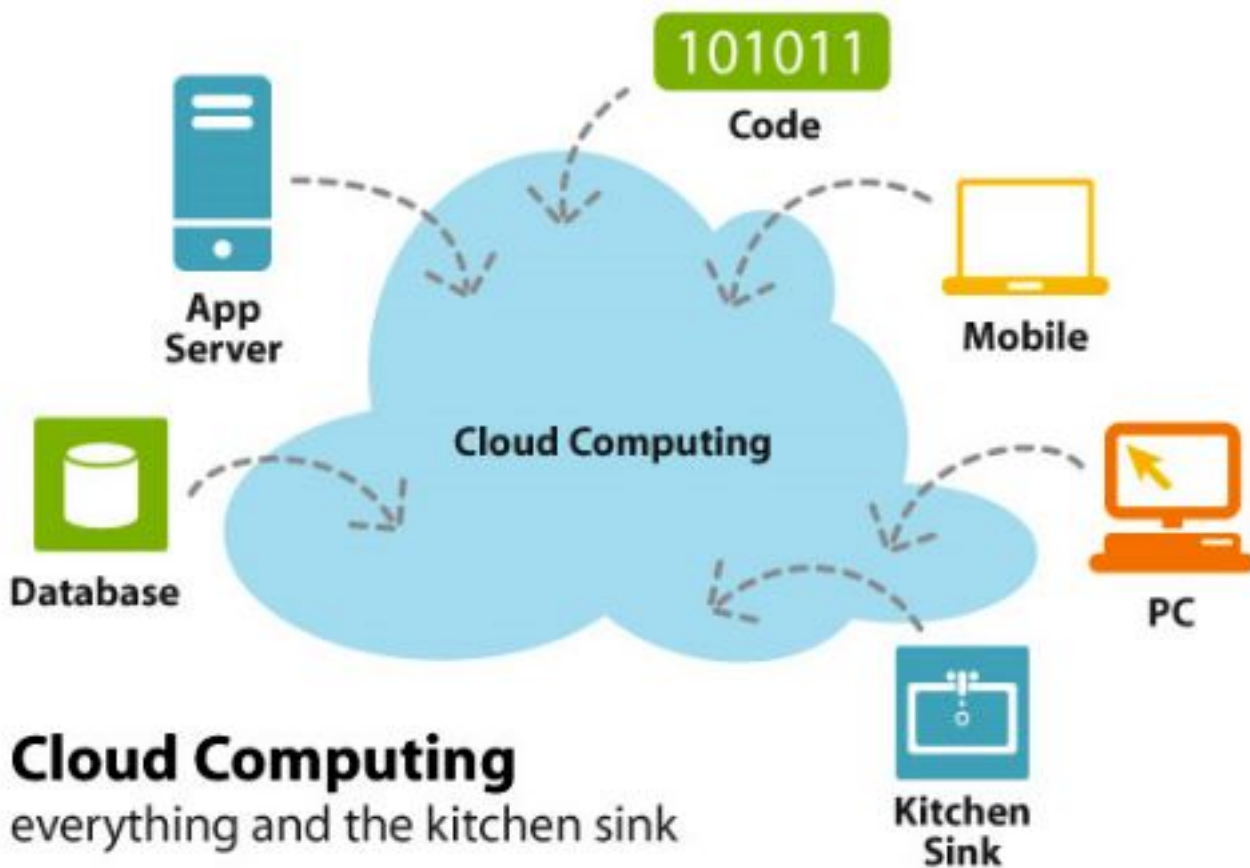 101011
Code
App
Server
Mobile
Cloud Computing
Database
PC
Kitchen
Sink
Cloud Computing
everything and the kitchen sink